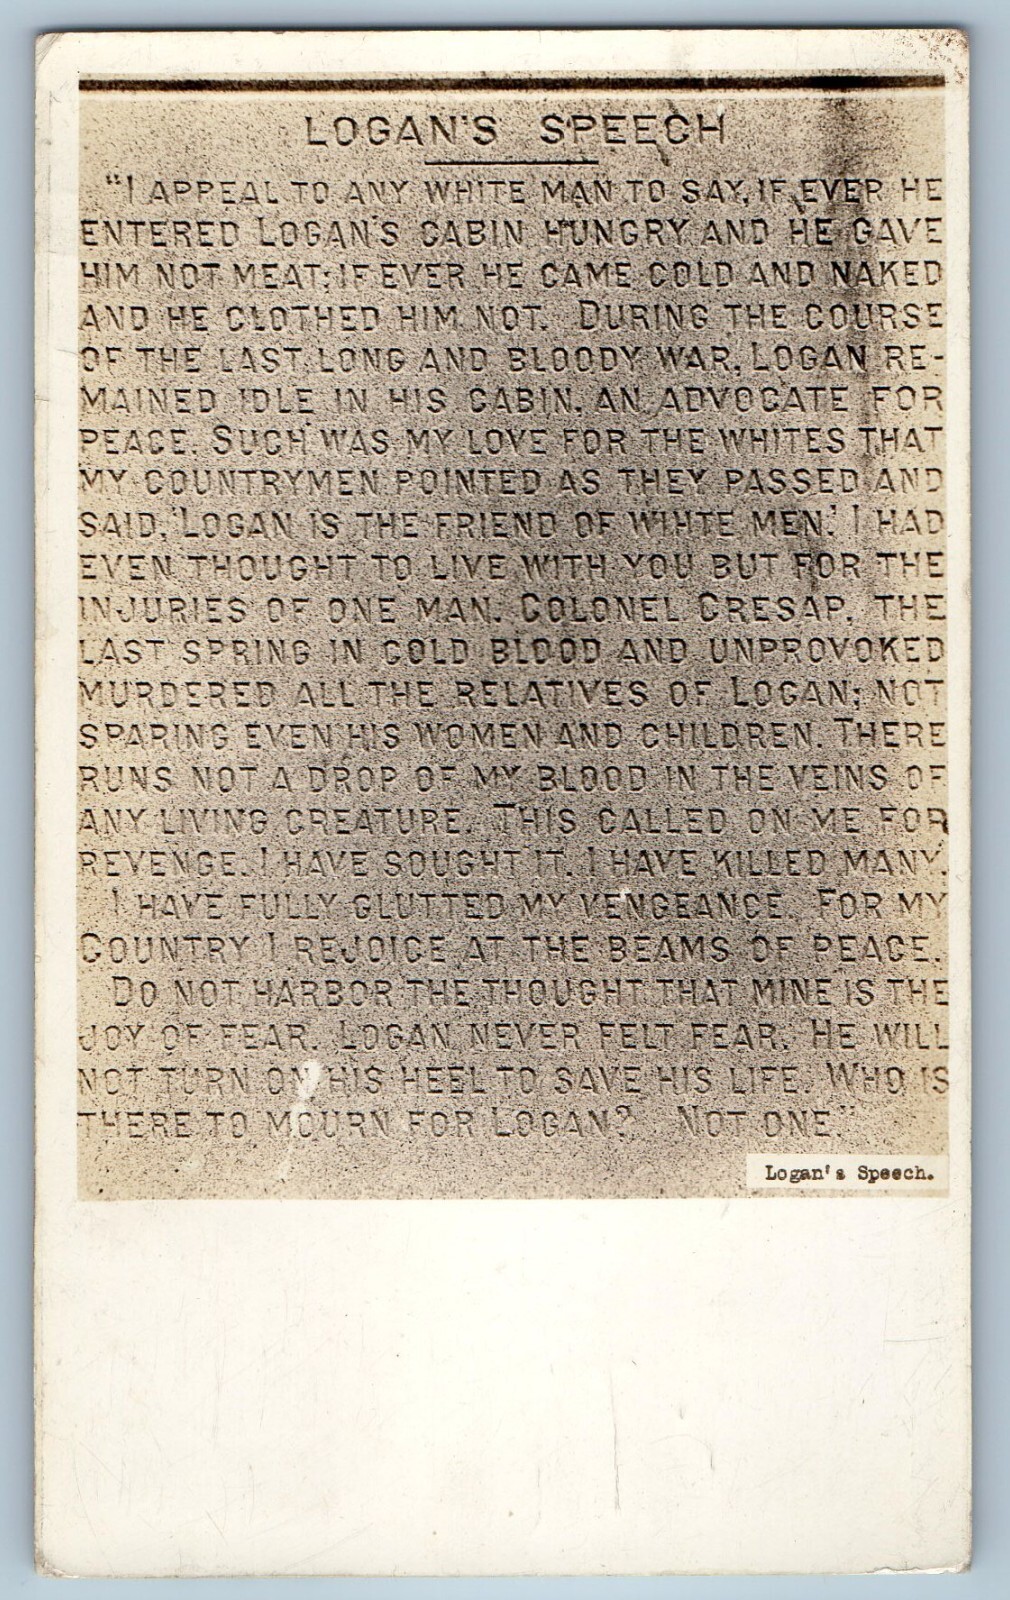 LOGAN'S SPEECH
"I APPEAL TO ANY WHITE MAN TO SAY, IF EVER HE
ENTERED LOGAN'S CABIN HUNGRY AND HE GAVE
HIM NOT MEAT; IF EVER HE CAME COLD AND NAKED
AND HE CLOTHED HIM NOT. DURING THE COURSE
OF THE LAST LONG AND BLOODY WAR, LOGAN RE-
MAINED IDLE IN HIS CABIN, AN ADVOCATE FOR
PEACE. SUCH WAS MY LOVE FOR THE WHITES THAT
MY COUNTRYMEN POINTED AS THEY PASSED AND
SAID, 'LOGAN IS THE FRIEND OF WHITE MEN.' I HAD
EVEN THOUGHT TO LIVE WITH YOU BUT FOR THE
INJURIES OF ONE MAN. COLONEL CRESAP, THE
LAST SPRING IN COLD BLOOD AND UNPROVOKED
MURDERED ALL THE RELATIVES OF LOGAN; NOT
SPARING EVEN HIS WOMEN AND CHILDREN. THERE
RUNS NOT A DROP OF MY BLOOD IN THE VEINS OF
ANY LIVING CREATURE. THIS CALLED ON ME FOR
REVENGE. I HAVE SOUGHT IT. I HAVE KILLED MANY.
I HAVE FULLY GLUTTED MY VENGEANCE. FOR MY
COUNTRY I REJOICE AT THE BEAMS OF PEACE.
DO NOT HARBOR THE THOUGHT THAT MINE IS THE
JOY OF FEAR. LOGAN NEVER FELT FEAR. HE WILL
NOT TURN ON HIS HEEL TO SAVE HIS LIFE. WHO IS
THERE TO MOURN FOR LOGAN? NOT ONE."
Logan's Speech.